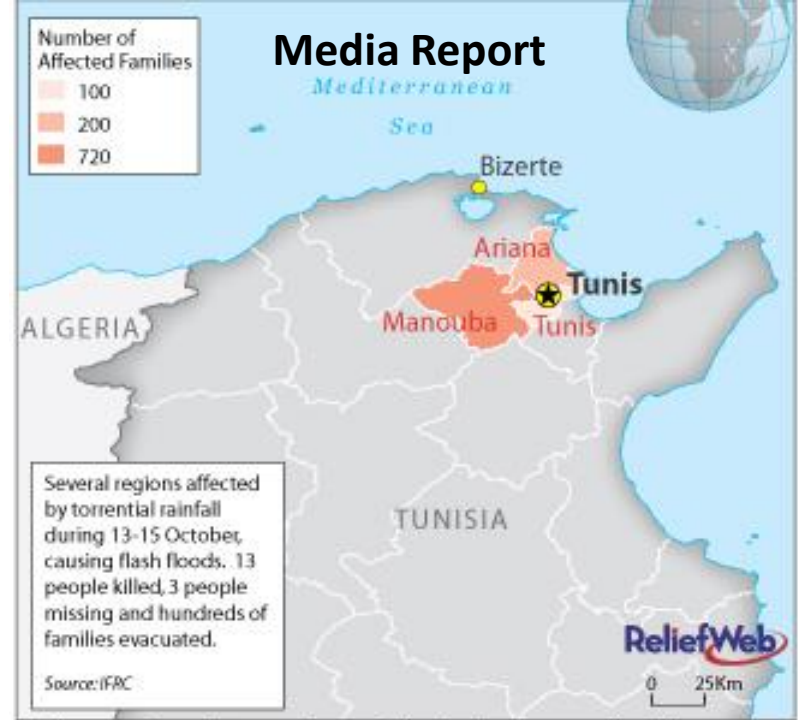 Media Report
Number of
Affected Families
100
200
720
Mediterranean
Sea
Bizerte
Ariana
Tunis
Manouba
Tunis
ALGERIA
TUNISIA
Several regions affected
by torrential rainfall
during 13-15 October,
causing flash floods. 13
people killed, 3 people
missing and hundreds of
families evacuated.
Source: IFRC
ReliefWeb
0 25Km